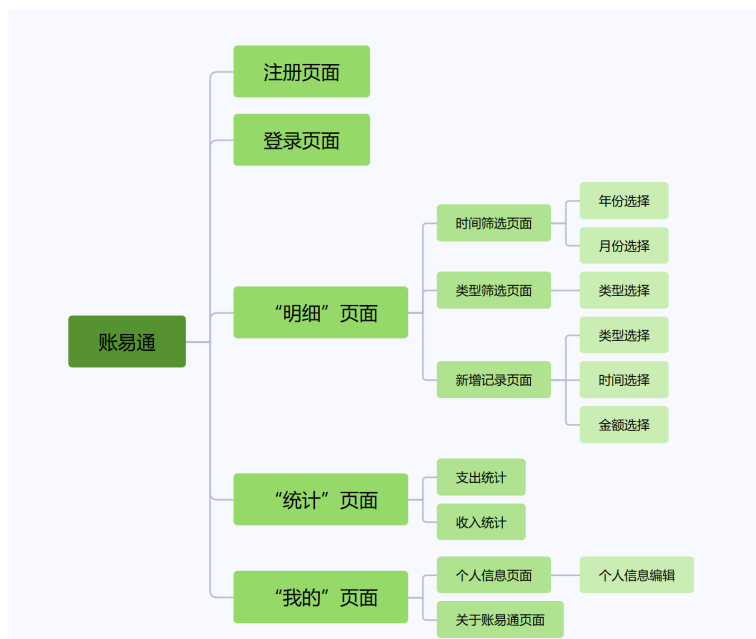 账易通
注册页面
登录页面
“明细”页面
时间筛选页面
年份选择
月份选择
类型筛选页面
类型选择
新增记录页面
类型选择
时间选择
金额选择
“统计”页面
支出统计
收入统计
“我的”页面
个人信息页面
个人信息编辑
关于账易通页面